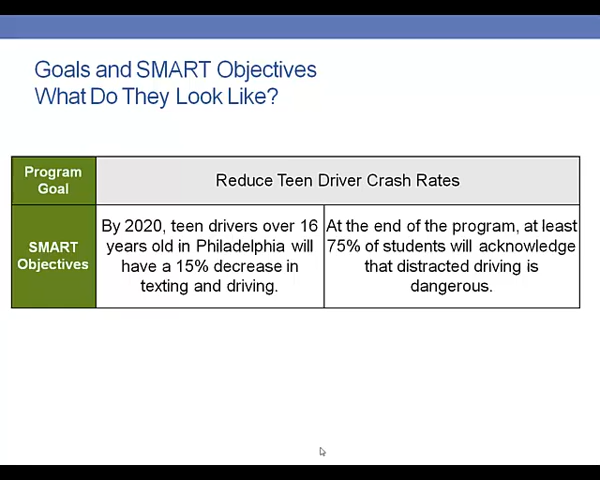 Goals and SMART Objectives
What Do They Look Like?
Program
Goal
Reduce Teen Driver Crash Rates
SMART
Objectives
By 2020, teen drivers over 16
years old in Philadelphia will
have a 15% decrease in
texting and driving.
At the end of the program, at least
75% of students will acknowledge
that distracted driving is
dangerous.